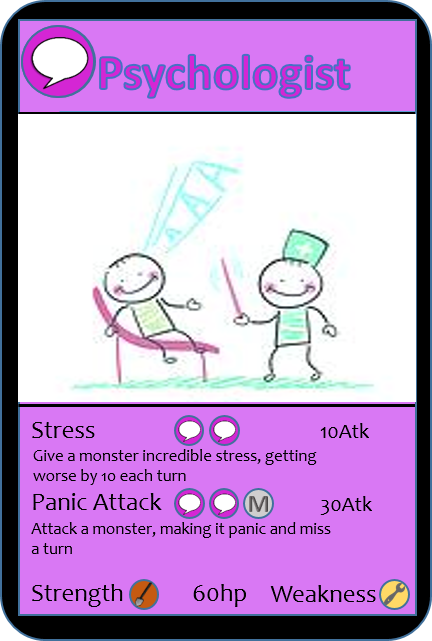 Psychologist
AAA
Stress 10Atk
Give a monster incredible stress, getting
worse by 10 each turn
Panic Attack M 30Atk
Attack a monster, making it panic and miss
a turn
Strength 60hp Weakness